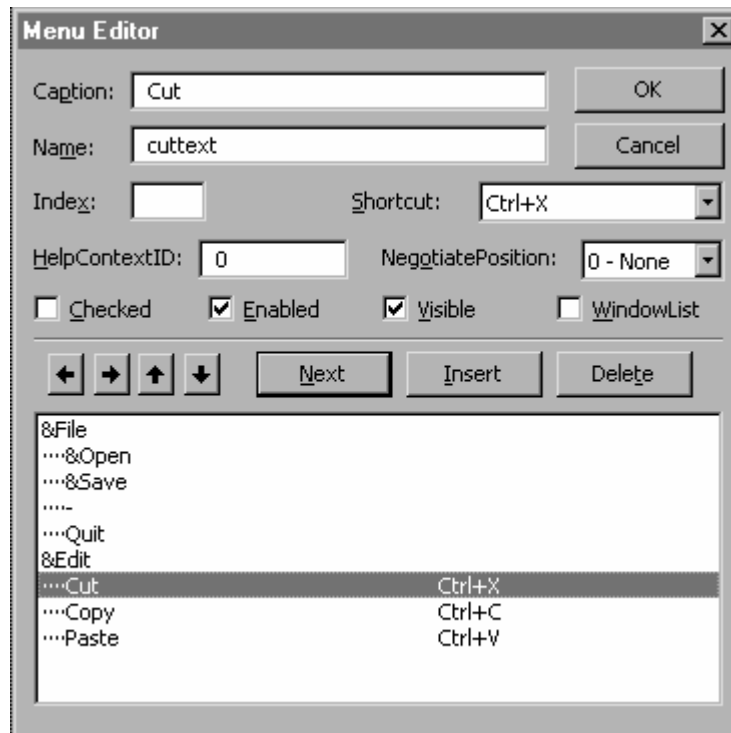 Menu Editor
Caption: Cut OK
Name: cuttext Cancel
Index: Shortcut: Ctrl+X
HelpContextID: 0 NegotiatePosition: 0 - None
Checked Enabled Visible WindowList
Next Insert Delete
&File
····&Open
····&Save
····-
····Quit
&Edit
····Cut Ctrl+X
····Copy Ctrl+C
····Paste Ctrl+V